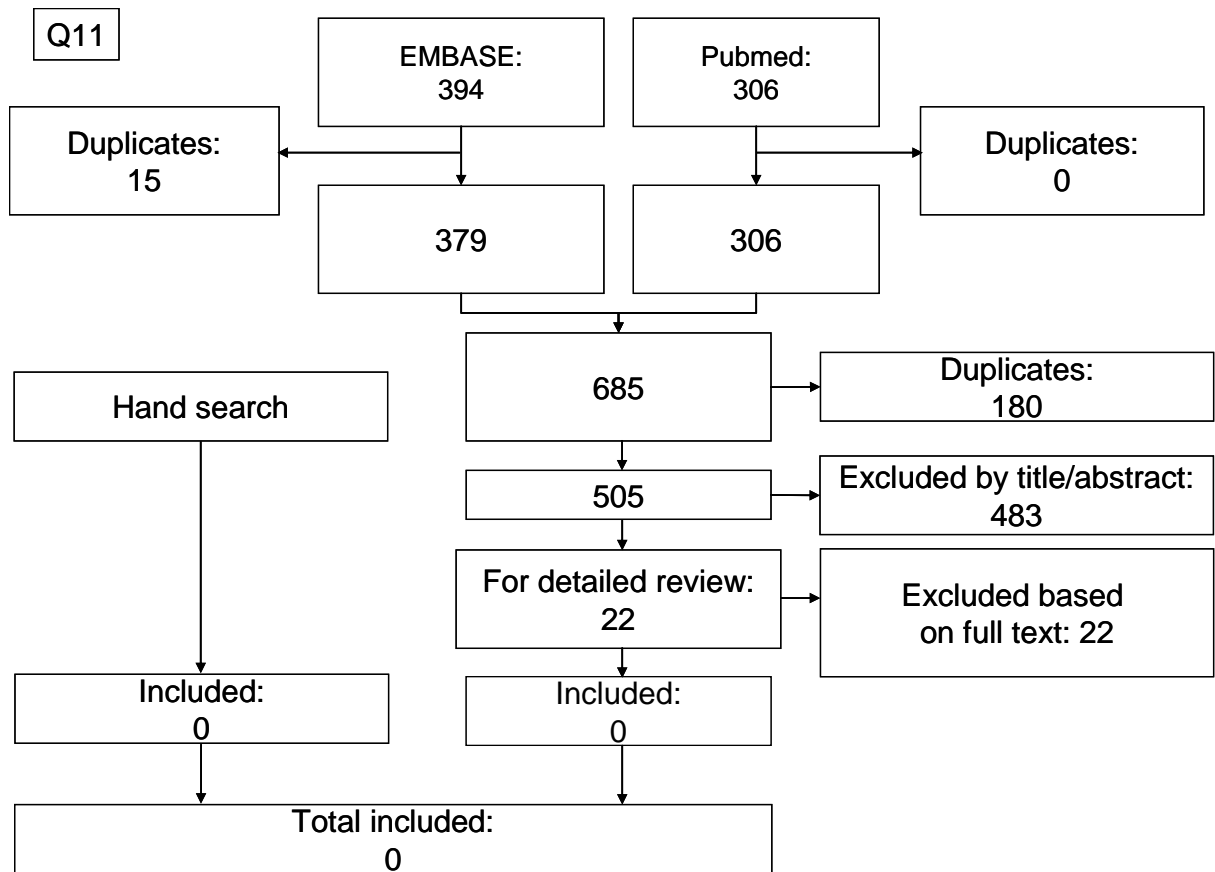 Q11
EMBASE:
394
Pubmed:
306
Duplicates:
15
Duplicates:
0
379
306
685
Duplicates:
180
Hand search
505
Excluded by title/abstract:
483
For detailed review:
22
Excluded based
on full text: 22
Included:
0
Included:
0
Total included:
0